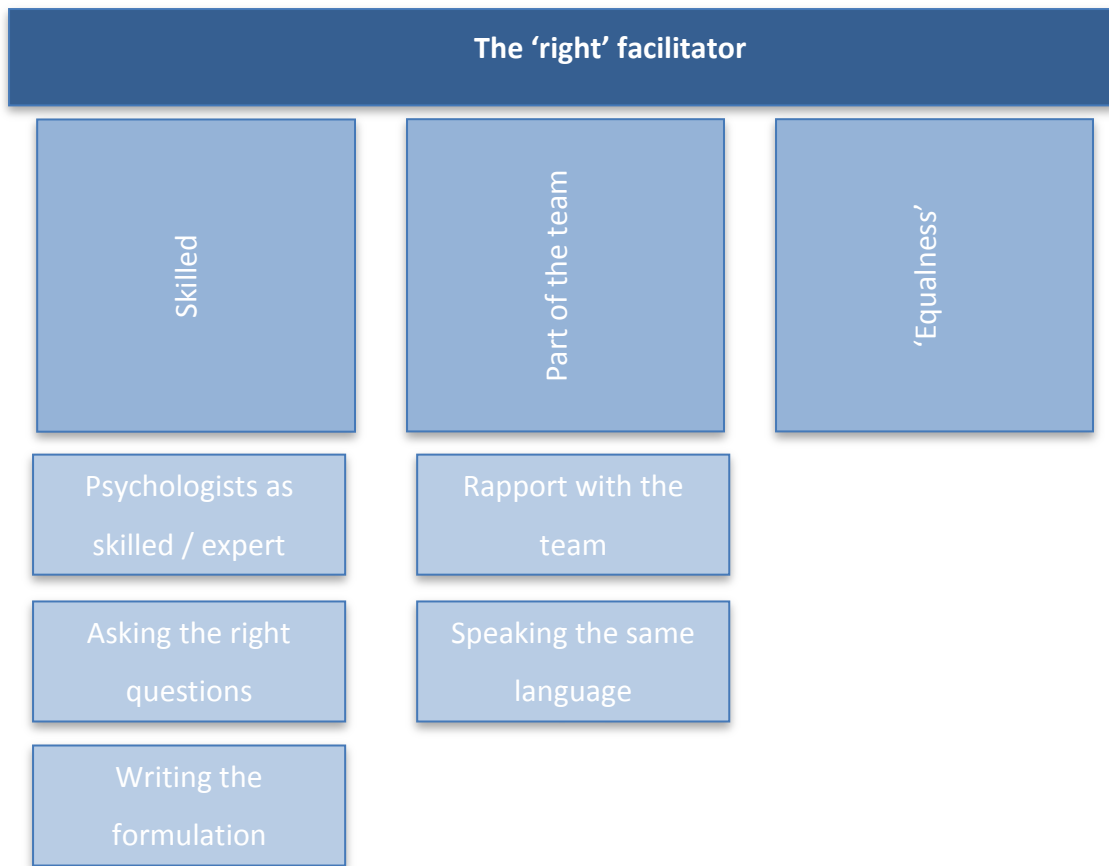 The ‘right’ facilitator
Skilled
Part of the team
‘Equalness’
Psychologists as
skilled / expert
Rapport with the
team
Asking the right
questions
Speaking the same
language
Writing the
formulation